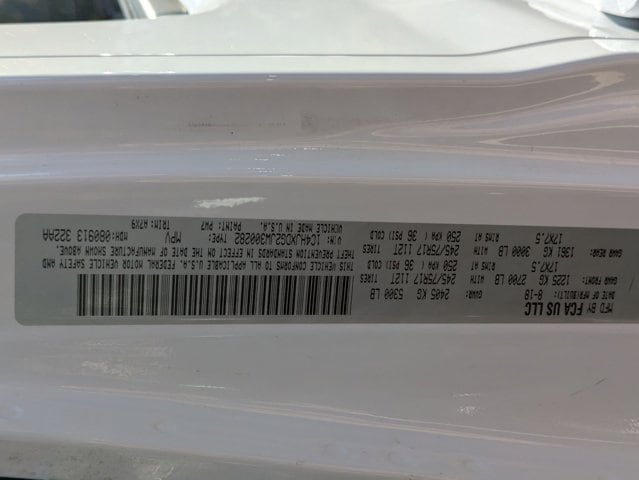 MFD BY FCA US LLC
DATE OF MFR(BUILT): 8-18 GVWR: 2405 KG 5300 LB
GAWR FRONT: 1225 KG 2700 LB WITH 245/75R17 112T TIRES
17X7.5 RIMS AT 250 KPA ( 36 PSI) COLD
GAWR REAR: 1361 KG 3000 LB WITH 245/75R17 112T TIRES
17X7.5 RIMS AT 250 KPA ( 36 PSI) COLD
THIS VEHICLE CONFORMS TO ALL APPLICABLE U.S.A. FEDERAL MOTOR VEHICLE SAFETY AND
THEFT PREVENTION STANDARDS IN EFFECT ON THE DATE OF MANUFACTURE SHOWN ABOVE.
VIN: 1C4HJXDG2JW300282 TYPE: MPV MDH: 080913 322AA
PAINT: PW7 TRIM: A7X9
VEHICLE MADE IN U.S.A.